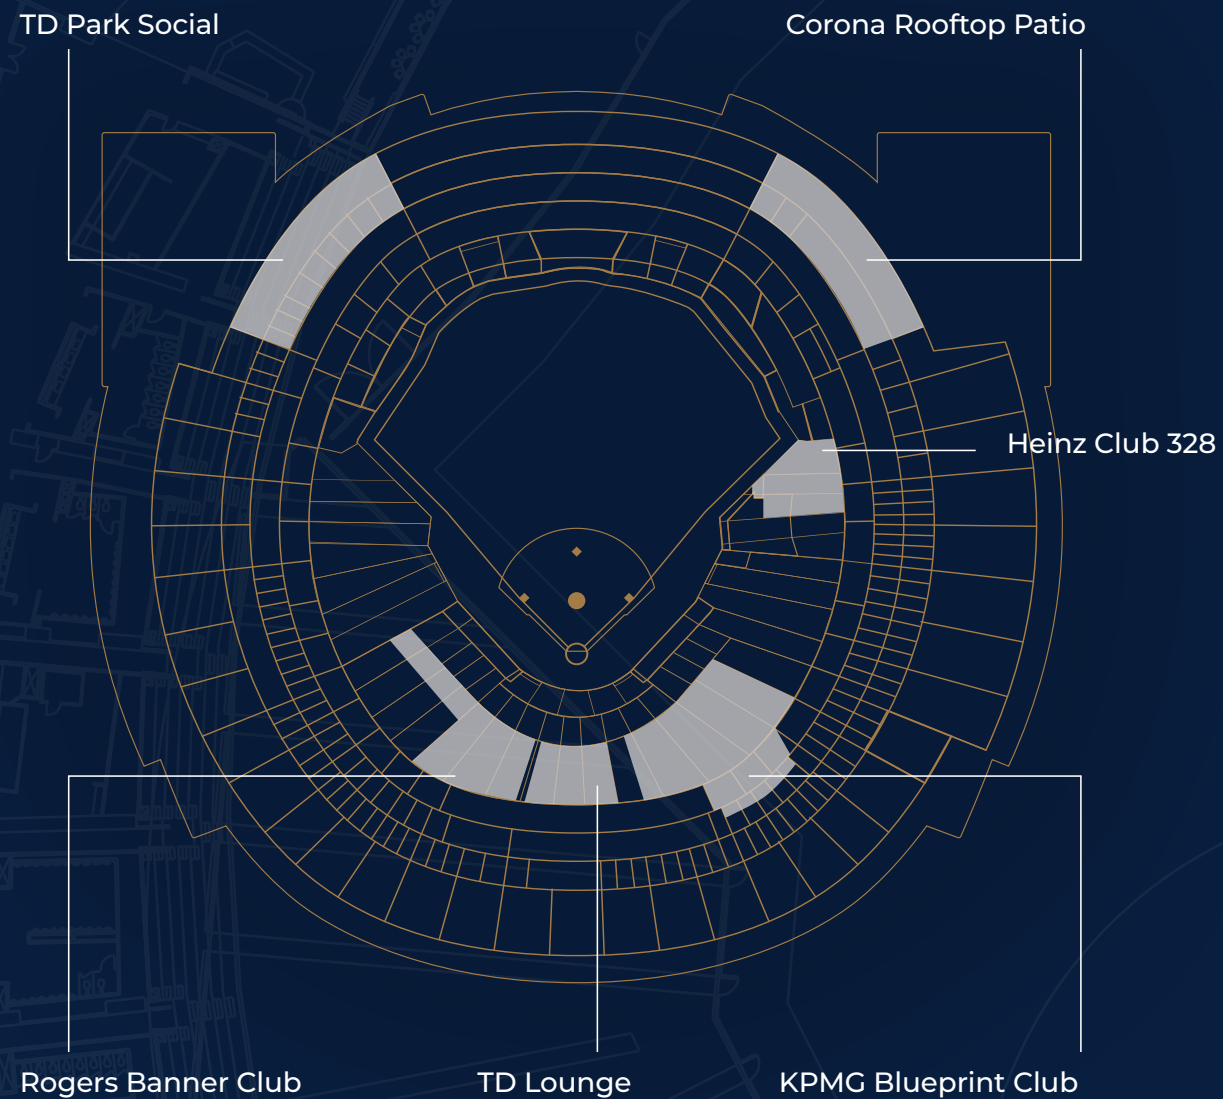 TD Park Social
Corona Rooftop Patio
Heinz Club 328
Rogers Banner Club
TD Lounge
KPMG Blueprint Club